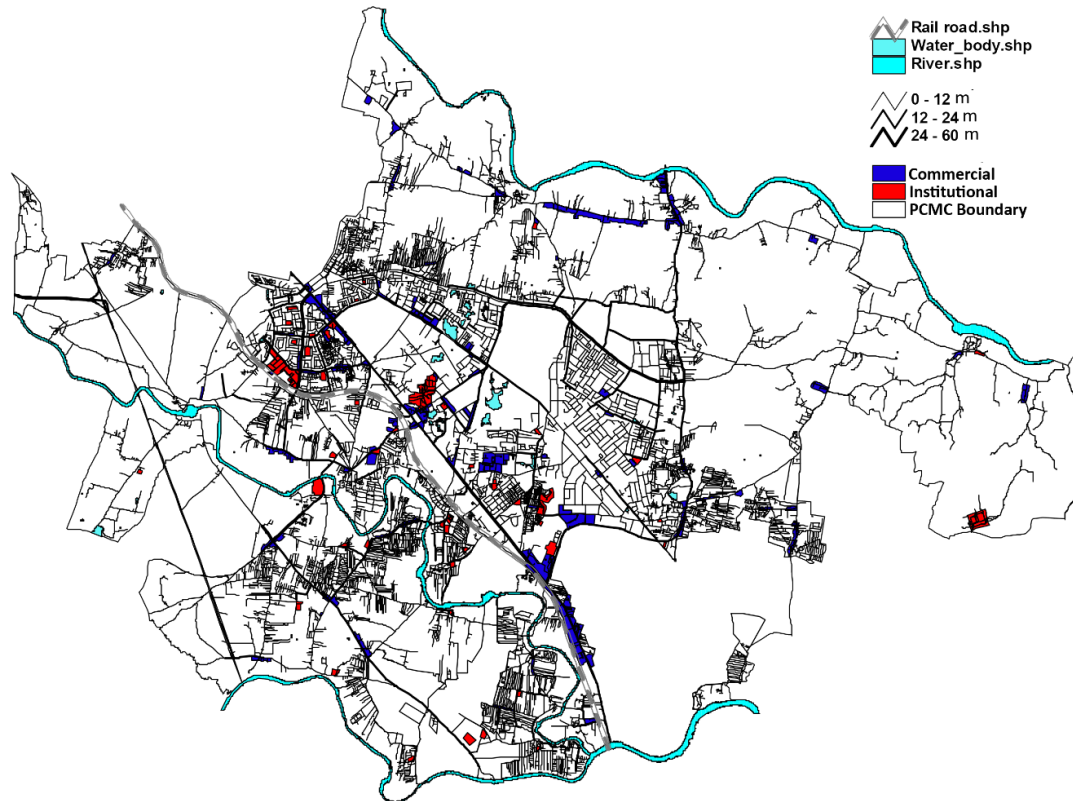 Rail road.shp
Water_body.shp
River.shp
0 - 12 m
12 - 24 m
24 - 60 m
Commercial
Institutional
PCMC Boundary